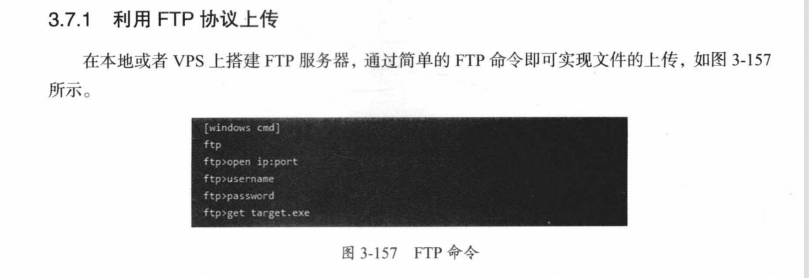 3.7.1 利用 FTP 协议上传
在本地或者 VPS 上搭建 FTP 服务器，通过简单的 FTP 命令即可实现文件的上传，如图 3-157
所示。
[windows cmd]
ftp
ftp>open ip:port
ftp>username
ftp>password
ftp>get target.exe
图 3-157 FTP 命令